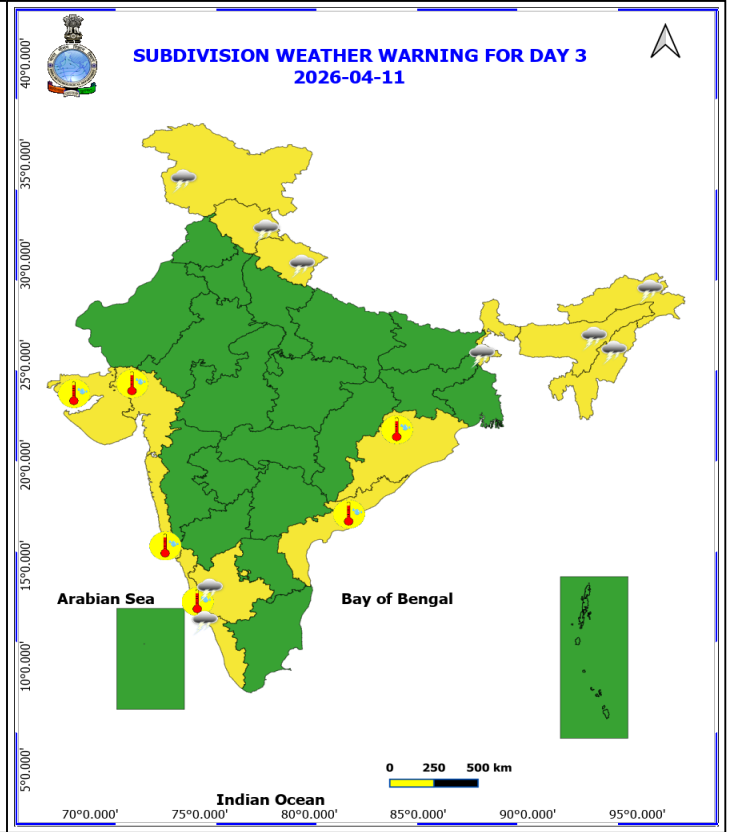 SUBDIVISION WEATHER WARNING FOR DAY 3
2026-04-11
40°0.000'
35°0.000'
30°0.000'
25°0.000'
20°0.000'
15°0.000'
10°0.000'
5°0.000'
Arabian Sea
Bay of Bengal
0 250 500 km
Indian Ocean
70°0.000' 75°0.000' 80°0.000' 85°0.000' 90°0.000' 95°0.000'